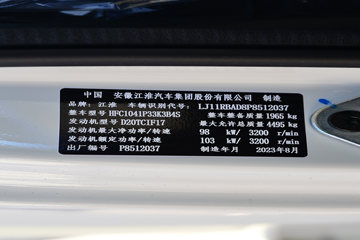 中国 安徽江淮汽车集团股份有限公司 制造
品牌：江淮 车辆识别代号：LJ11RBAD8P8512037
整车型号 HFC1041P33K3B4S 整车整备质量 1965 kg
发动机型号 D20TCIF17 最大允许总质量 4495 kg
发动机最大净功率/转速 98 kW/ 3200 r/min
发动机额定功率/转速 103 kW/ 3200 r/min
出厂编号 P8512037 制造年月 2023年8月